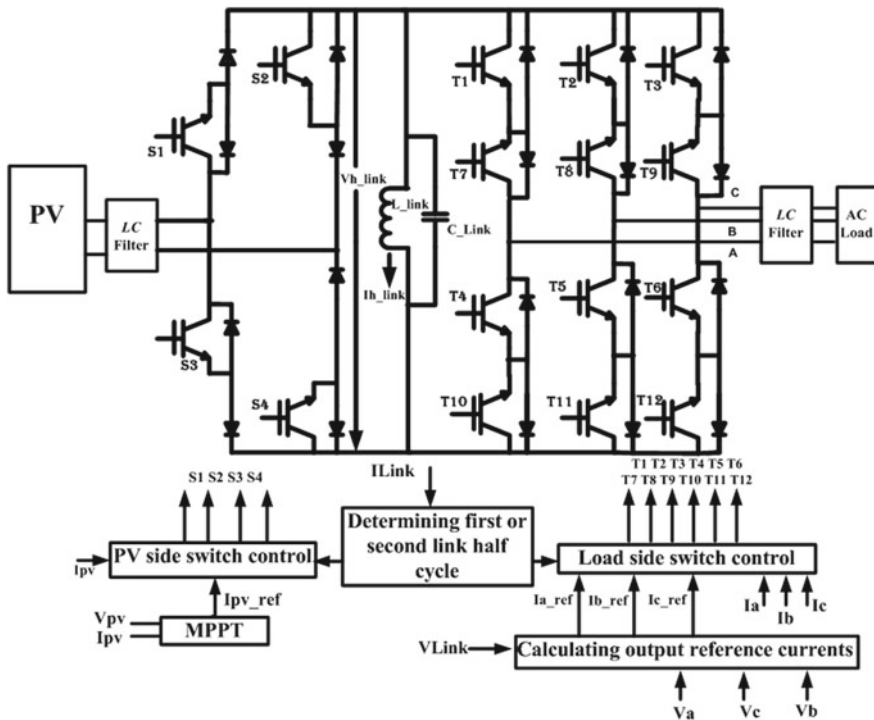 S2
T1
T2
T3
S1
T7
T8
T9
Vh_link
L_link
C_Link
PV
LC
Filter
C
B
A
LC
Filter
AC
Load
Ih_link
S3
T4
T5
T6
S4
T10
T11
T12
S1 S2 S3 S4
ILink
T1 T2 T3 T4 T5 T6
T7 T8 T9 T10 T11 T12
Determining first or
second link half
cycle
Ipv
PV side switch control
Load side switch control
Ipv_ref
Ia_ref
Ib_ref
Ic_ref
Ia
Ib
Ic
Vpv
Ipv
MPPT
VLink
Calculating output reference currents
Va
Vc
Vb